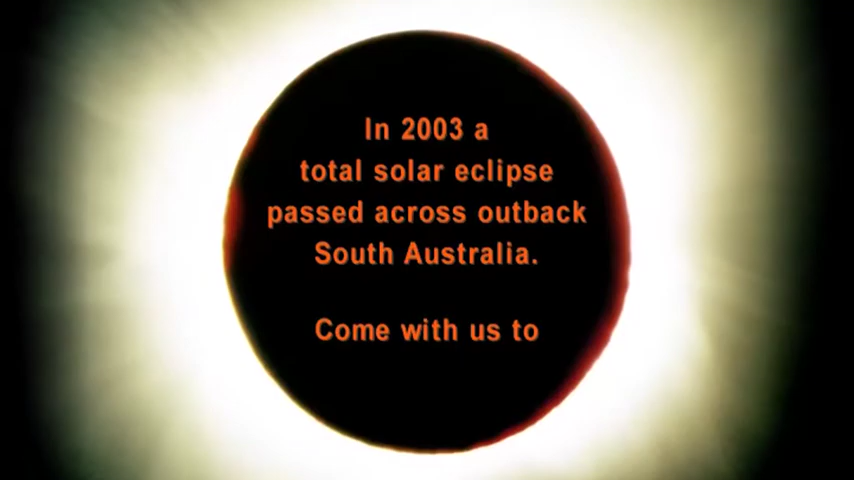 In 2003 a
total solar eclipse
passed across outback
South Australia.
Come with us to